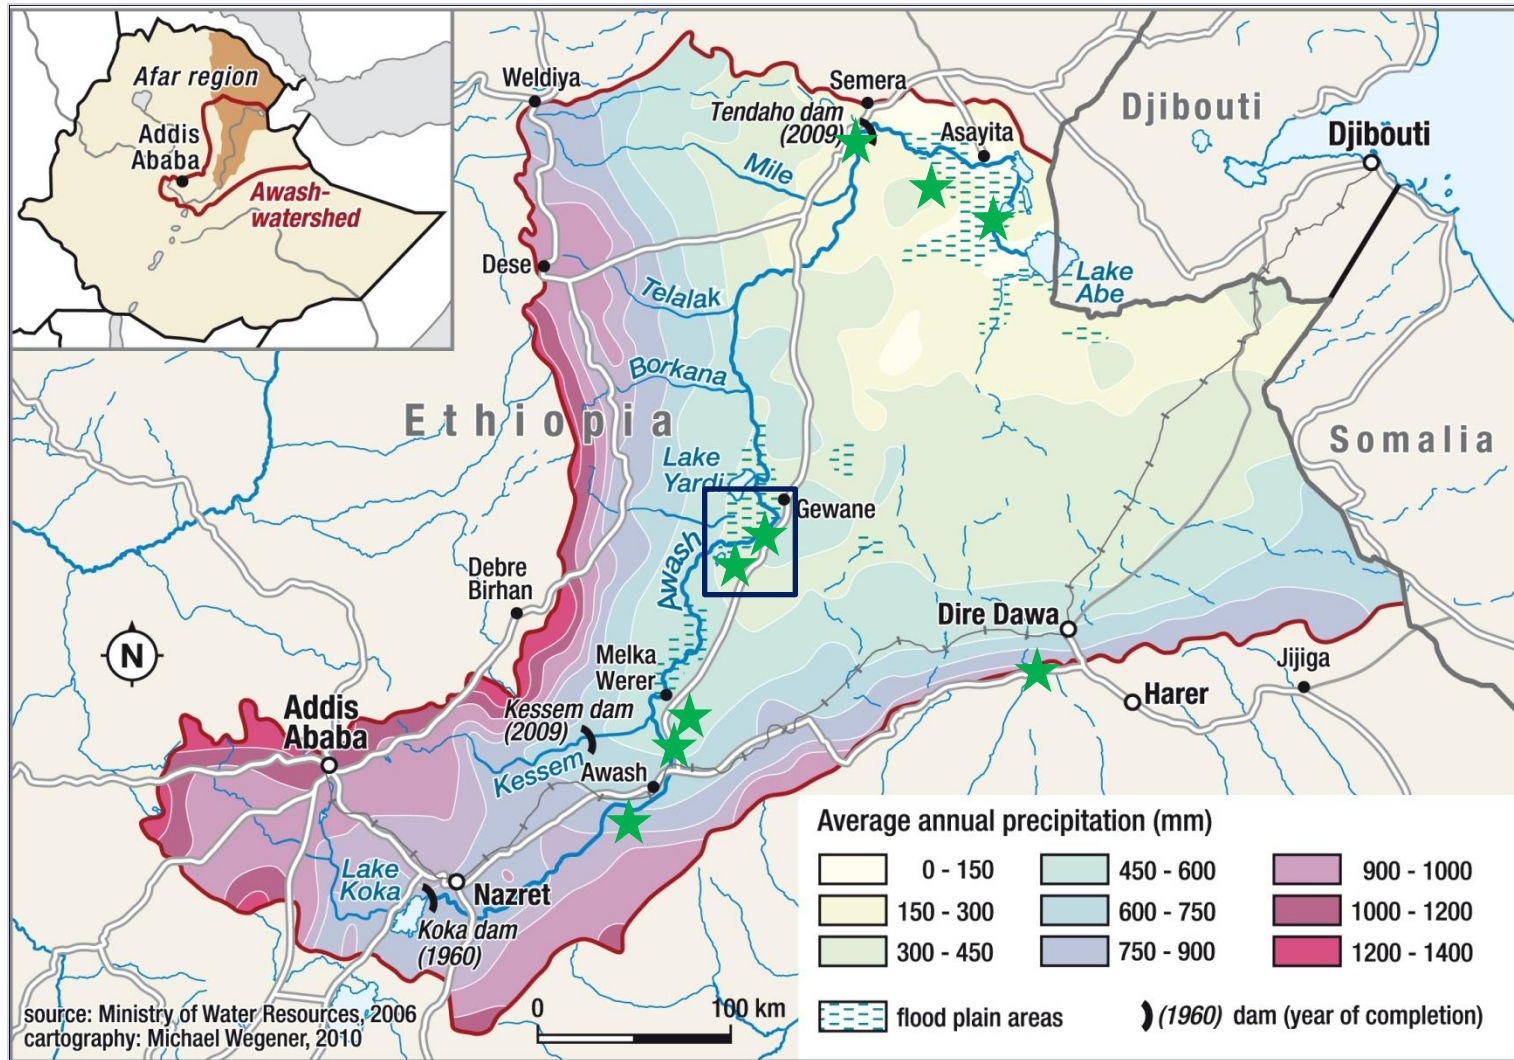 Afar region
Addis
Ababa
Awash-
watershed
Weldiya
Semera
Tendaho dam
(2009)
Asayita
Djibouti
Djibouti
Mile
Dese
Lake
Abe
Telalak
Borkana
Ethiopia
Somalia
Lake
Yardi
Gewane
Awash
Debre
Birhan
Dire Dawa
N
Melka
Werer
Jijiga
Harer
Addis
Ababa
Kessem dam
(2009)
Kessem
Awash
Lake
Koka
Nazret
Koka dam
(1960)
0 100 km
source: Ministry of Water Resources, 2006
cartography: Michael Wegener, 2010
Average annual precipitation (mm)
0 - 150 450 - 600 900 - 1000
150 - 300 600 - 750 1000 - 1200
300 - 450 750 - 900 1200 - 1400
flood plain areas (1960) dam (year of completion)